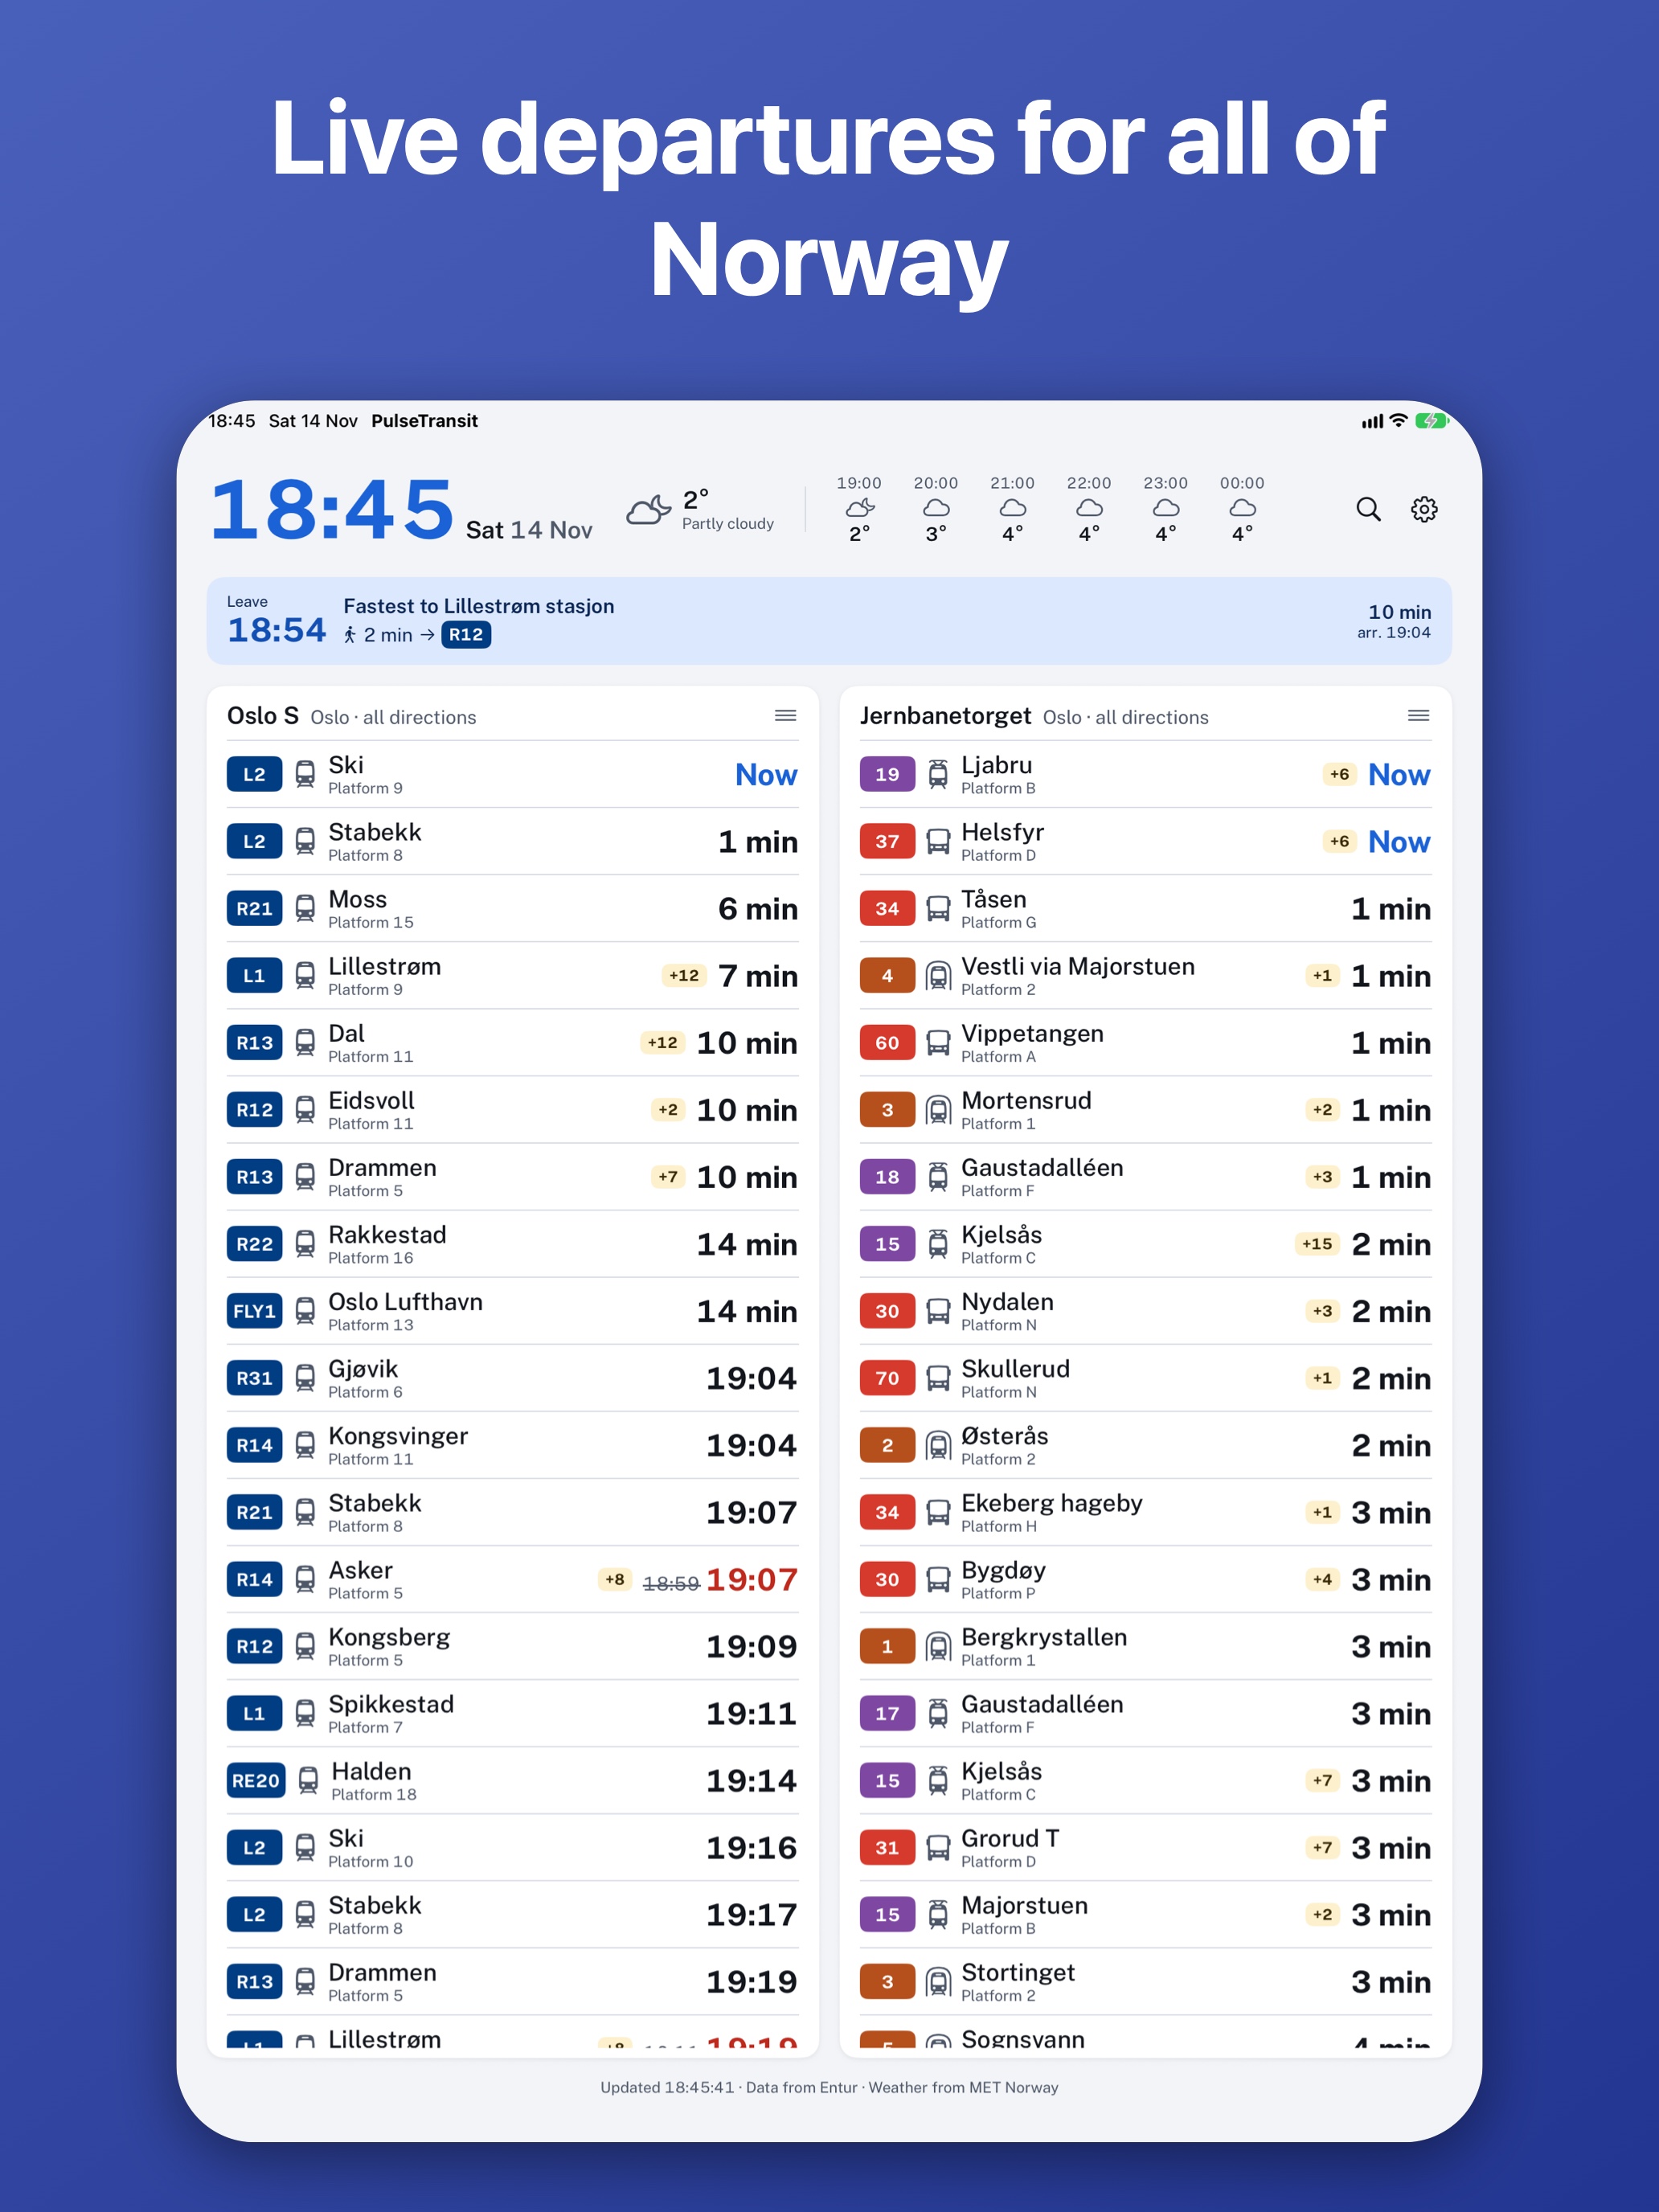 Live departures for all of
Norway
18:45 Sat 14 Nov PulseTransit
18:45 Sat 14 Nov
2°
Partly cloudy
19:00 20:00 21:00 22:00 23:00 00:00
2° 3° 4° 4° 4° 4°
Leave
18:54
Fastest to Lillestrøm stasjon
2 min → R12
10 min
arr. 19:04
Oslo S Oslo · all directions
L2 Ski Now
Platform 9
L2 Stabekk 1 min
Platform 8
R21 Moss 6 min
Platform 15
L1 Lillestrøm +12 7 min
Platform 9
R13 Dal +12 10 min
Platform 11
R12 Eidsvoll +2 10 min
Platform 11
R13 Drammen +7 10 min
Platform 5
R22 Rakkestad 14 min
Platform 16
FLY1 Oslo Lufthavn 14 min
Platform 13
R31 Gjøvik 19:04
Platform 6
R14 Kongsvinger 19:04
Platform 11
R21 Stabekk 19:07
Platform 8
R14 Asker +8 18:59 19:07
Platform 5
R12 Kongsberg 19:09
Platform 5
L1 Spikkestad 19:11
Platform 7
RE20 Halden 19:14
Platform 18
L2 Ski 19:16
Platform 10
L2 Stabekk 19:17
Platform 8
R13 Drammen 19:19
Platform 5
L1 Lillestrøm +8 19:19
Jernbanetorget Oslo · all directions
19 Ljabru +6 Now
Platform B
37 Helsfyr +6 Now
Platform D
34 Tåsen 1 min
Platform G
4 Vestli via Majorstuen +1 1 min
Platform 2
60 Vippetangen 1 min
Platform A
3 Mortensrud +2 1 min
Platform 1
18 Gaustadalléen +3 1 min
Platform F
15 Kjelsås +15 2 min
Platform C
30 Nydalen +3 2 min
Platform N
70 Skullerud +1 2 min
Platform N
2 Østerås 2 min
Platform 2
34 Ekeberg hageby +1 3 min
Platform H
30 Bygdøy +4 3 min
Platform P
1 Bergkrystallen 3 min
Platform 1
17 Gaustadalléen 3 min
Platform F
15 Kjelsås +7 3 min
Platform C
31 Grorud T +7 3 min
Platform D
15 Majorstuen +2 3 min
Platform B
3 Stortinget 3 min
Platform 2
5 Sognsvann 4 min
Updated 18:45:41 · Data from Entur · Weather from MET Norway